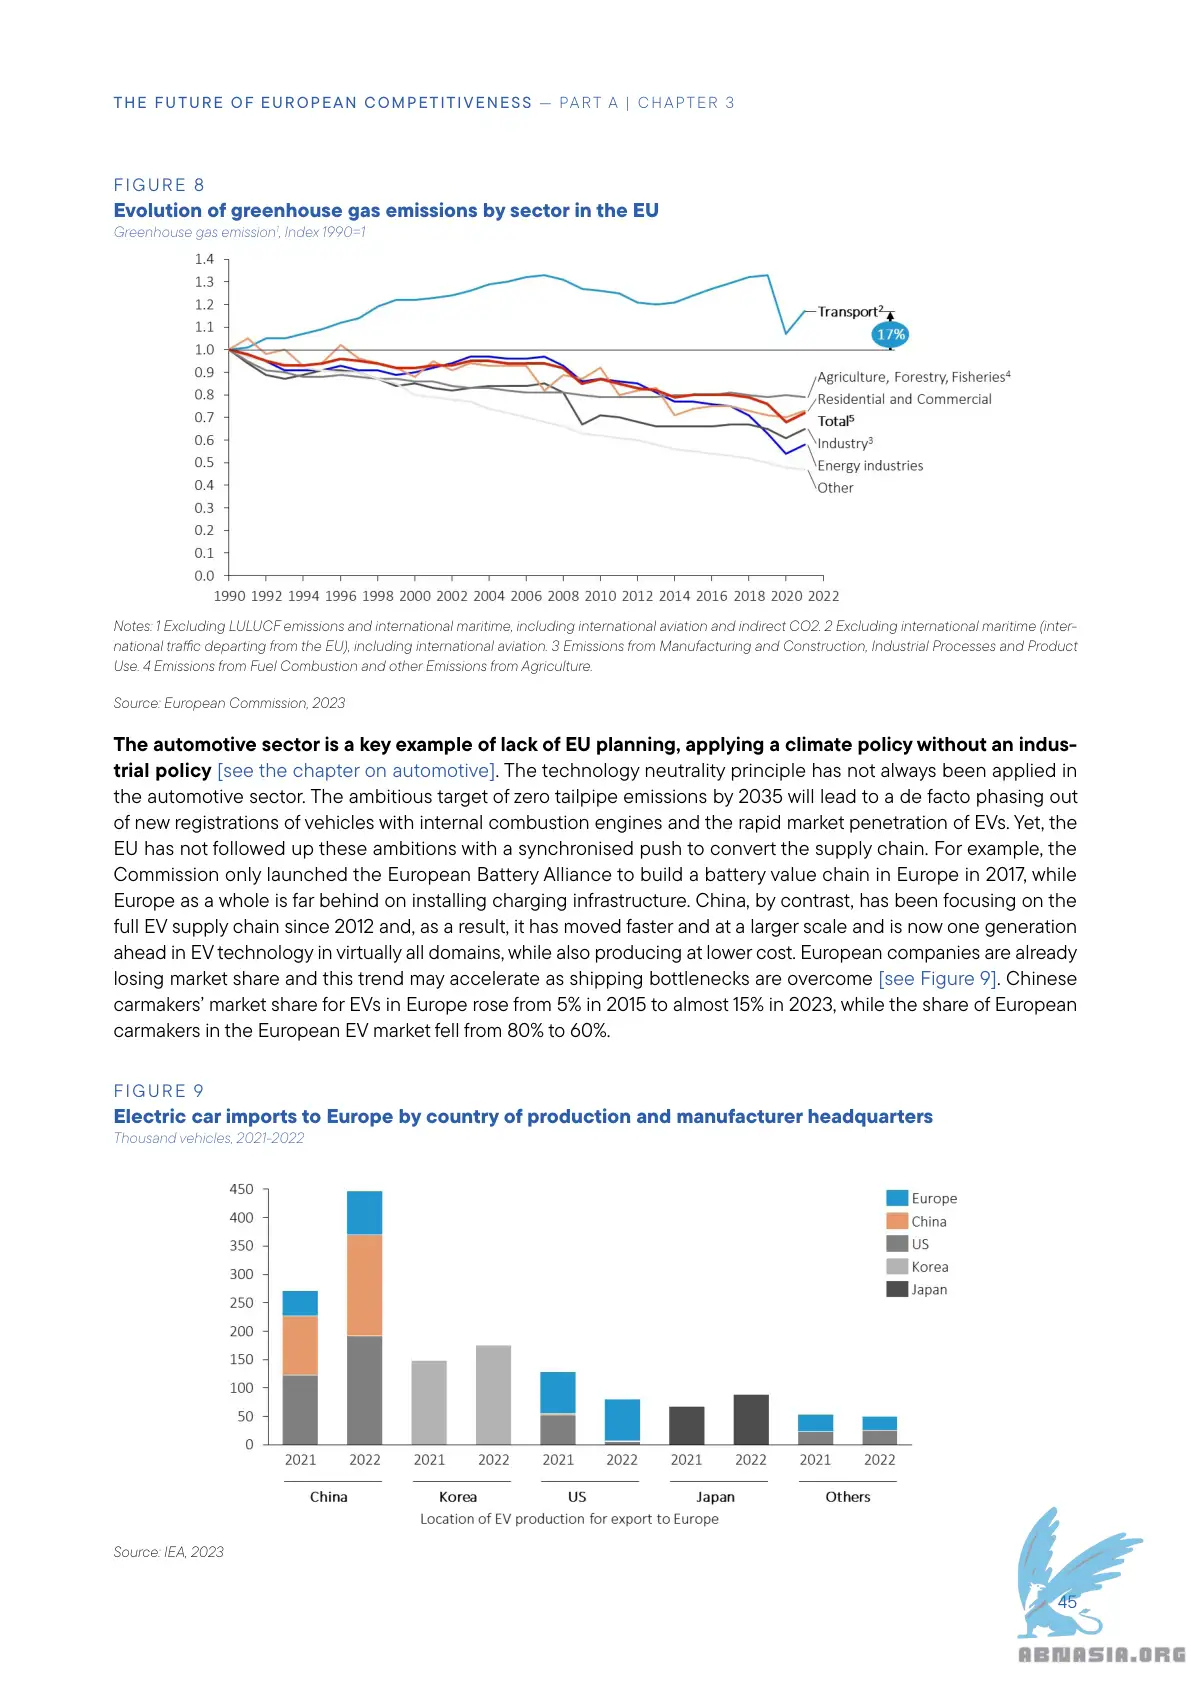 THE FUTURE OF EUROPEAN COMPETITIVENESS — PART A | CHAPTER 3
FIGURE 8
Evolution of greenhouse gas emissions by sector in the EU
Greenhouse gas emission¹, Index 1990=1
1.4
1.3
1.2
1.1
1.0
0.9
0.8
0.7
0.6
0.5
0.4
0.3
0.2
0.1
0.0
Transport²
17%
Agriculture, Forestry, Fisheries⁴
Residential and Commercial
Total⁵
Industry³
Energy industries
Other
1990 1992 1994 1996 1998 2000 2002 2004 2006 2008 2010 2012 2014 2016 2018 2020 2022
Notes: 1 Excluding LULUCF emissions and international maritime, including international aviation and indirect CO2. 2 Excluding international maritime (inter-
national traffic departing from the EU), including international aviation. 3 Emissions from Manufacturing and Construction, Industrial Processes and Product
Use. 4 Emissions from Fuel Combustion and other Emissions from Agriculture.
Source: European Commission, 2023
The automotive sector is a key example of lack of EU planning, applying a climate policy without an indus-
trial policy [see the chapter on automotive]. The technology neutrality principle has not always been applied in
the automotive sector. The ambitious target of zero tailpipe emissions by 2035 will lead to a de facto phasing out
of new registrations of vehicles with internal combustion engines and the rapid market penetration of EVs. Yet, the
EU has not followed up these ambitions with a synchronised push to convert the supply chain. For example, the
Commission only launched the European Battery Alliance to build a battery value chain in Europe in 2017, while
Europe as a whole is far behind on installing charging infrastructure. China, by contrast, has been focusing on the
full EV supply chain since 2012 and, as a result, it has moved faster and at a larger scale and is now one generation
ahead in EV technology in virtually all domains, while also producing at lower cost. European companies are already
losing market share and this trend may accelerate as shipping bottlenecks are overcome [see Figure 9]. Chinese
carmakers' market share for EVs in Europe rose from 5% in 2015 to almost 15% in 2023, while the share of European
carmakers in the European EV market fell from 80% to 60%.
FIGURE 9
Electric car imports to Europe by country of production and manufacturer headquarters
Thousand vehicles, 2021-2022
450
400
350
300
250
200
150
100
50
0
Europe
China
US
Korea
Japan
2021 2022 2021 2022 2021 2022 2021 2022 2021 2022
China Korea US Japan Others
Location of EV production for export to Europe
Source: IEA, 2023
45
ABNASIA.ORG